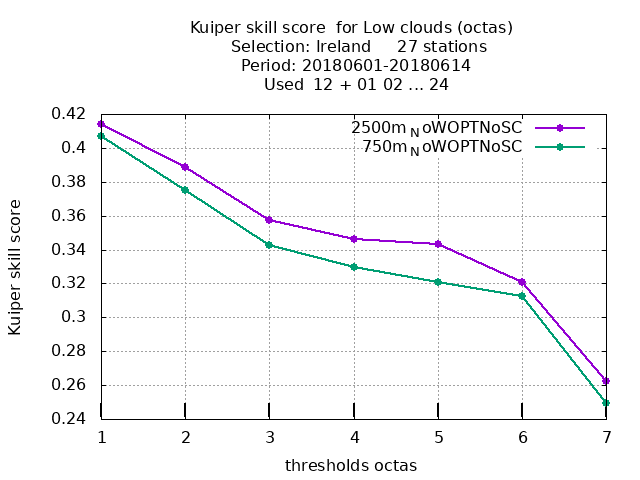 Kuiper skill score  for Low clouds (octas)
Selection: Ireland     27 stations
Period: 20180601-20180614
Used  12 + 01 02 ... 24
2500m_NoWOPTNoSC
750m_NoWOPTNoSC
Kuiper skill score
0.42
0.4
0.38
0.36
0.34
0.32
0.3
0.28
0.26
0.24
1 2 3 4 5 6 7
thresholds octas